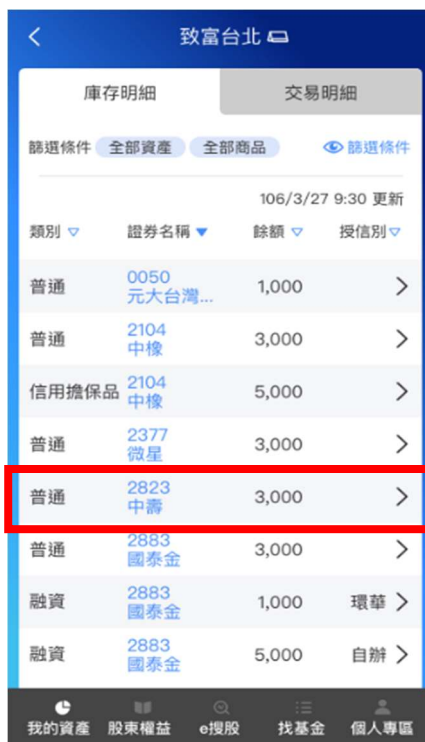 致富台北
庫存明細 交易明細
篩選條件 全部資產 全部商品 篩選條件
106/3/27 9:30 更新
類別 證券名稱 餘額 授信別
普通 0050 1,000
元大台灣...
普通 2104 3,000
中橡
信用擔保品 2104 5,000
中橡
普通 2377 3,000
微星
普通 2823 3,000
中壽
普通 2883 3,000
國泰金
融資 2883 1,000 環華
國泰金
融資 2883 5,000 自辦
國泰金
我的資產 股東權益 e搜股 找基金 個人專區